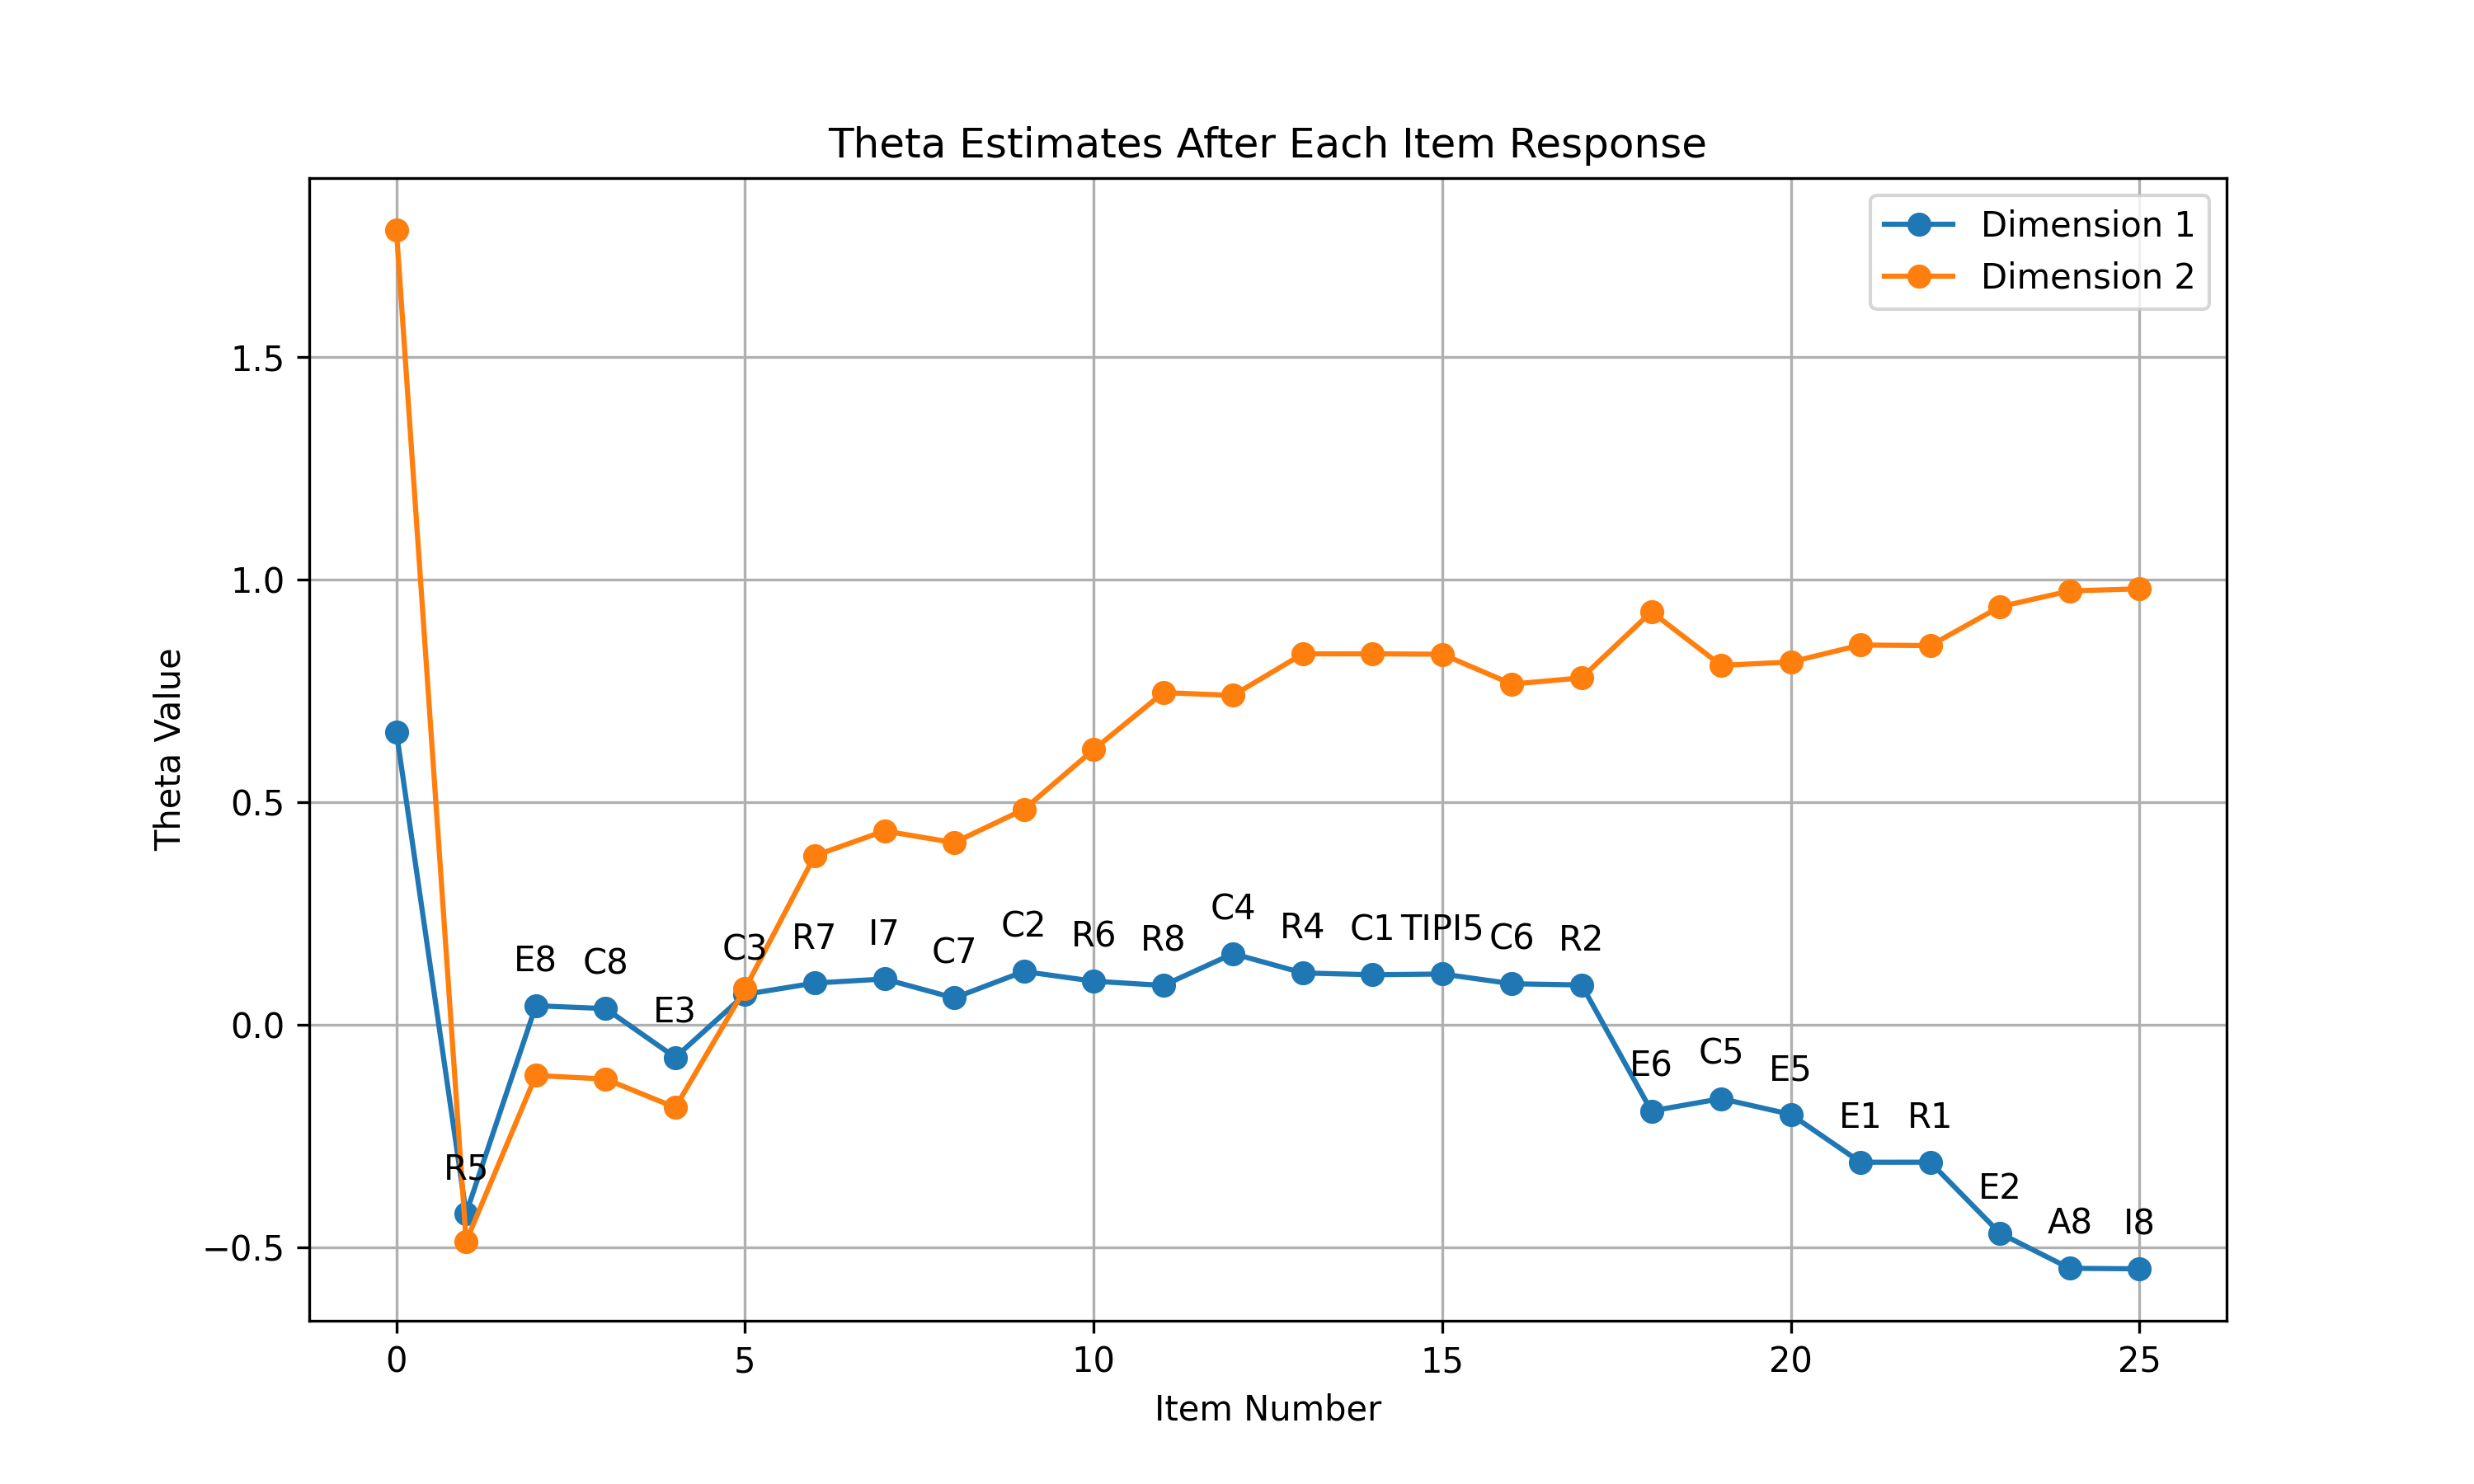 Theta Estimates After Each Item Response
Dimension 1
Dimension 2
Theta Value
1.5
1.0
0.5
0.0
−0.5
R5
E8
C8
E3
C3
R7
I7
C7
C2
R6
R8
C4
R4
C1
TIPI5
C6
R2
E6
C5
E5
E1
R1
E2
A8
I8
0 5 10 15 20 25
Item Number